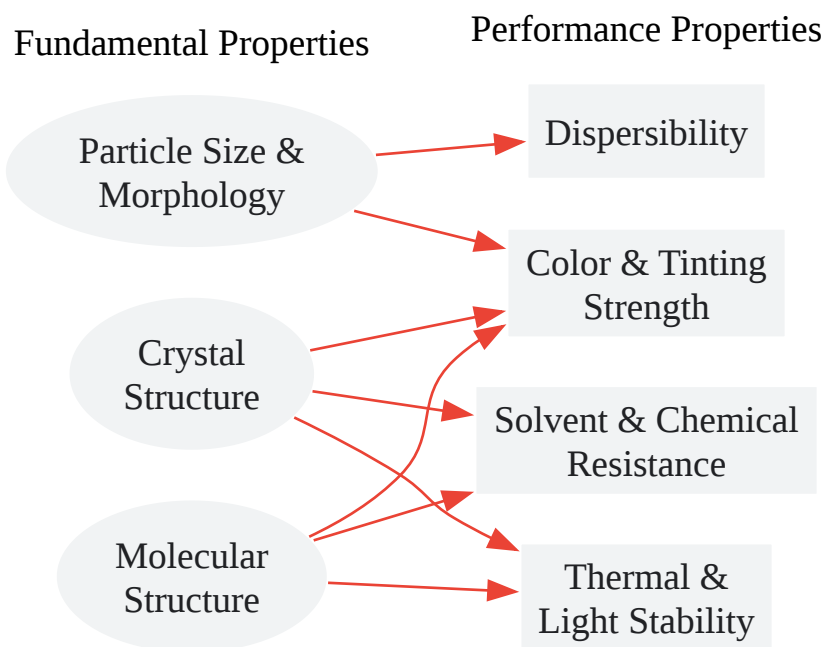 Fundamental Properties
Performance Properties
Particle Size &
Morphology
Dispersibility
Color & Tinting
Strength
Crystal
Structure
Solvent & Chemical
Resistance
Molecular
Structure
Thermal &
Light Stability